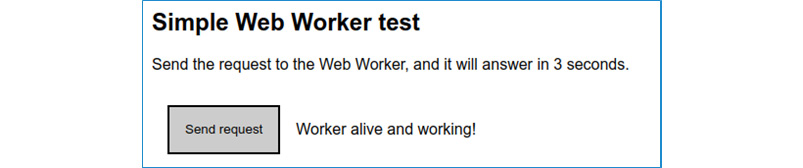 Simple Web Worker test
Send the request to the Web Worker, and it will answer in 3 seconds.
Send request
Worker alive and working!